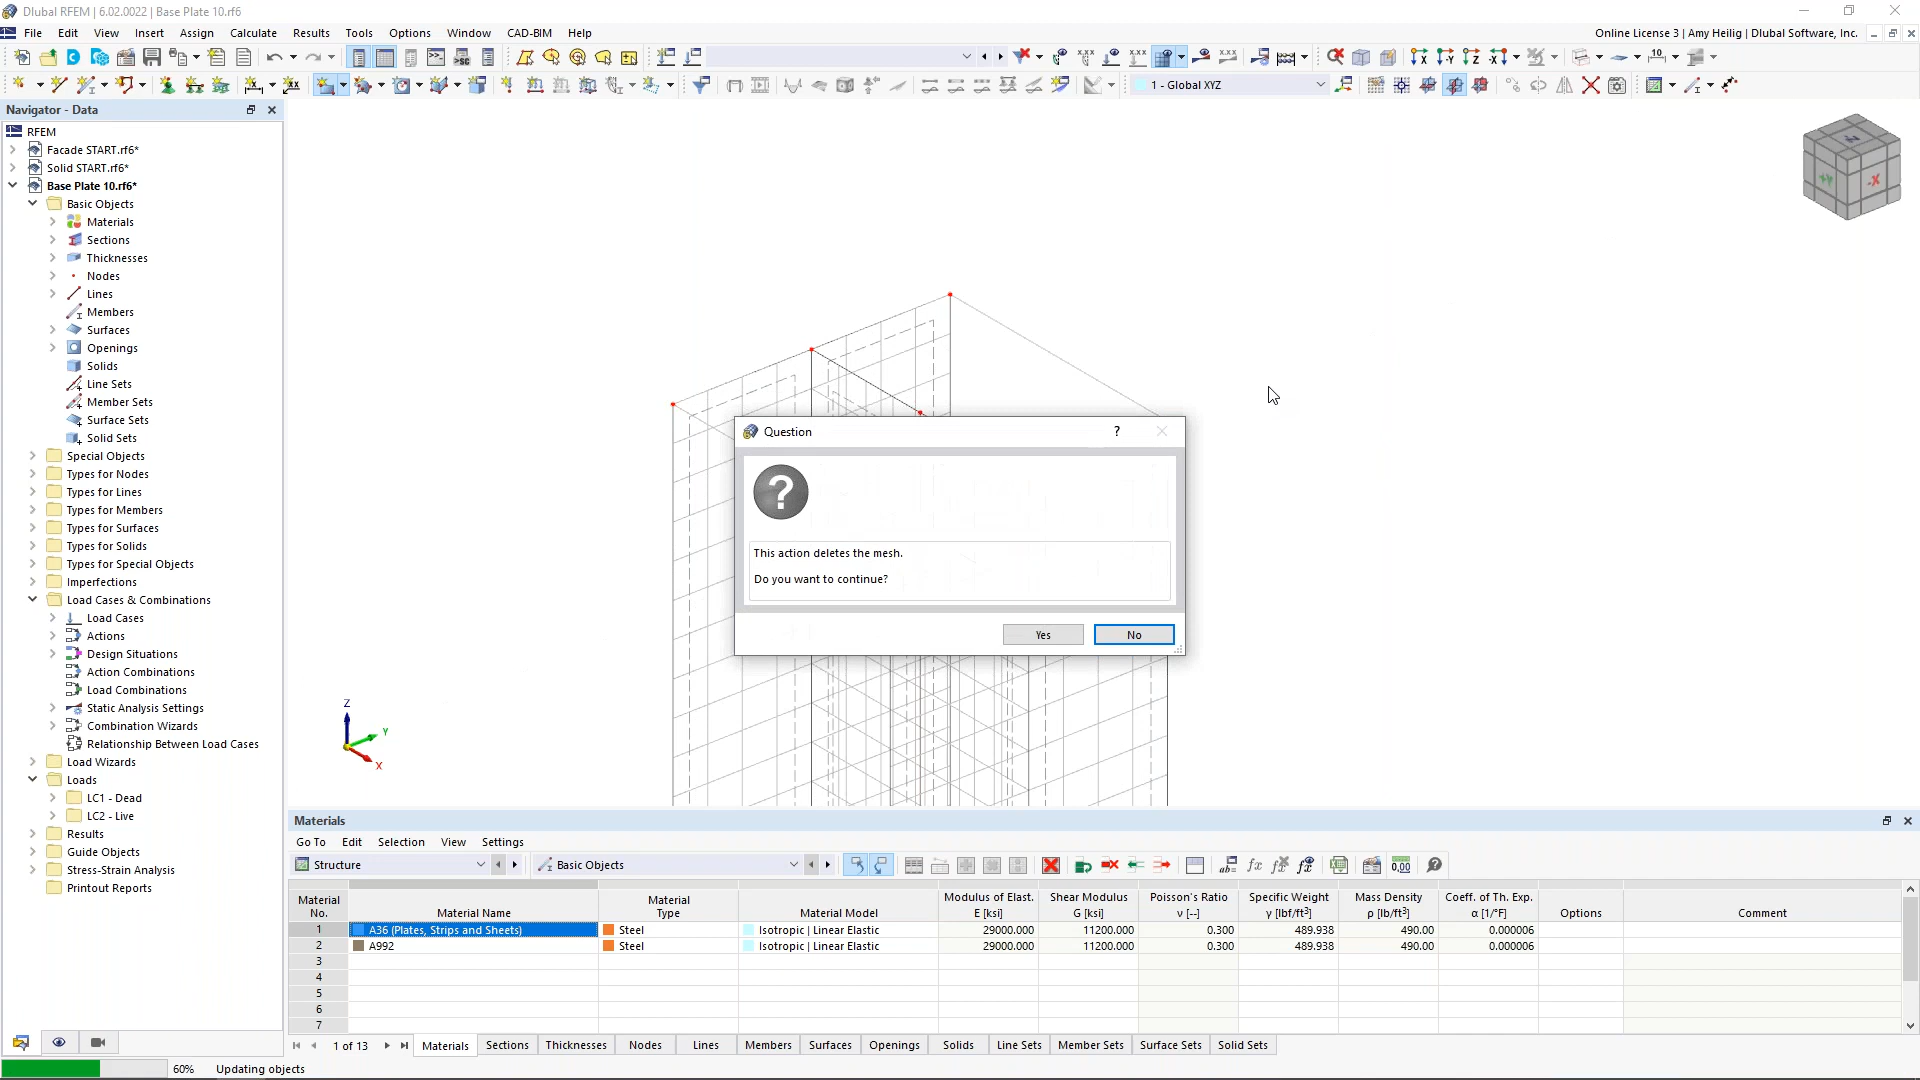 Dlubal RFEM | 6.02.0022 | Base Plate 10.rf6
File Edit View Insert Assign Calculate Results Tools Options Window CAD-BIM Help
Online License 3 | Amy Heilig | Dlubal Software, Inc.
1 - Global XYZ
Navigator - Data
RFEM
Facade START.rf6*
Solid START.rf6*
Base Plate 10.rf6*
Basic Objects
Materials
Sections
Thicknesses
Nodes
Lines
Members
Surfaces
Openings
Solids
Line Sets
Member Sets
Surface Sets
Solid Sets
Special Objects
Types for Nodes
Types for Lines
Types for Members
Types for Surfaces
Types for Solids
Types for Special Objects
Imperfections
Load Cases & Combinations
Load Cases
Actions
Design Situations
Action Combinations
Load Combinations
Static Analysis Settings
Combination Wizards
Relationship Between Load Cases
Load Wizards
Loads
LC1 - Dead
LC2 - Live
Results
Guide Objects
Stress-Strain Analysis
Printout Reports
+Y
-X
Z
Y
X
Question
?
This action deletes the mesh.
Do you want to continue?
Yes No
Materials
Go To Edit Selection View Settings
Structure Basic Objects
Material No. Material Name Material Type Material Model Modulus of Elast. E [ksi] Shear Modulus G [ksi] Poisson's Ratio ν [--] Specific Weight γ [lbf/ft³] Mass Density ρ [lb/ft³] Coeff. of Th. Exp. α [1/°F] Options Comment
1 A36 (Plates, Strips and Sheets) Steel Isotropic | Linear Elastic 29000.000 11200.000 0.300 489.938 490.00 0.000006
2 A992 Steel Isotropic | Linear Elastic 29000.000 11200.000 0.300 489.938 490.00 0.000006
3
4
5
6
7
1 of 13 Materials Sections Thicknesses Nodes Lines Members Surfaces Openings Solids Line Sets Member Sets Surface Sets Solid Sets
60% Updating objects